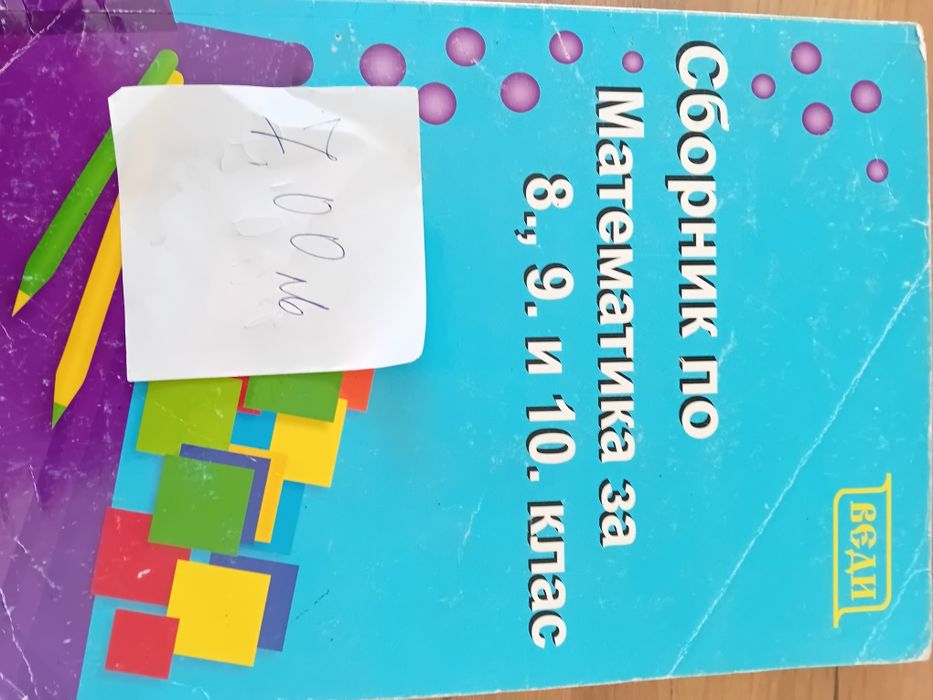 ВЕДИ
Сборник по
Математика за
8., 9. и 10. клас
7,00 лв